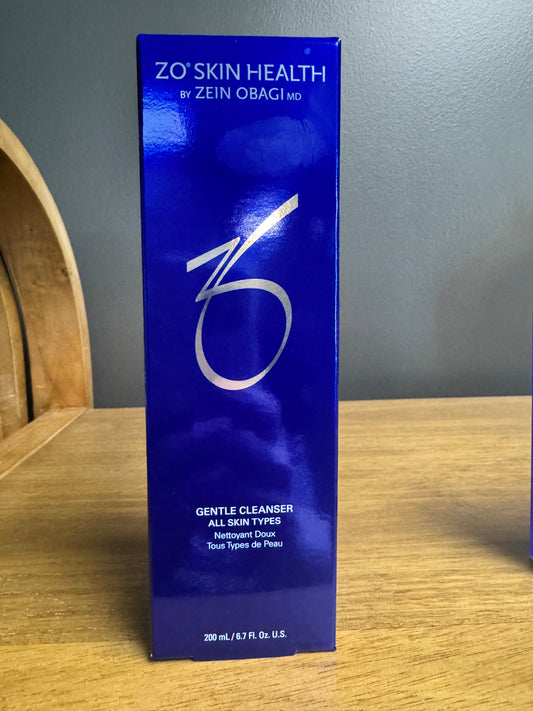 ZO® SKIN HEALTH
BY ZEIN OBAGI MD
ZO
GENTLE CLEANSER
ALL SKIN TYPES
Nettoyant Doux
Tous Types de Peau
200 mL / 6.7 Fl. Oz. U.S.